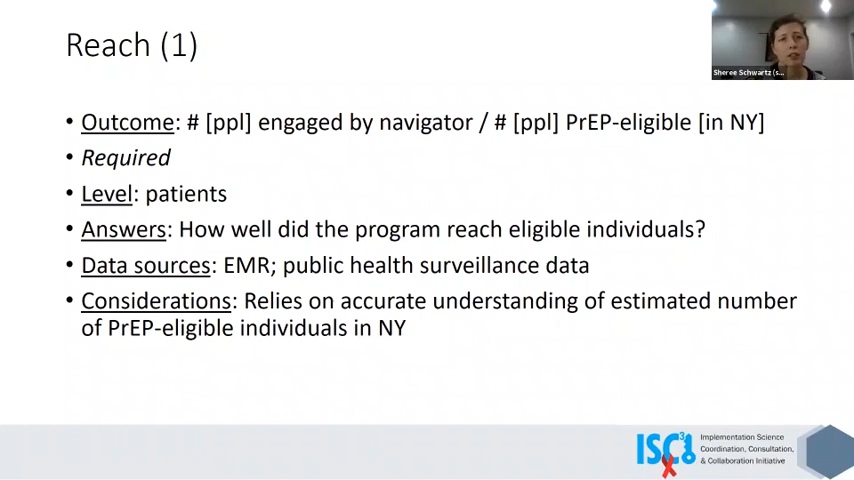 Reach (1)
Sheree Schwartz (s...
• Outcome: # [ppl] engaged by navigator / # [ppl] PrEP-eligible [in NY]
• Required
• Level: patients
• Answers: How well did the program reach eligible individuals?
• Data sources: EMR; public health surveillance data
• Considerations: Relies on accurate understanding of estimated number
of PrEP-eligible individuals in NY
ISC3I
Implementation Science
Coordination, Consultation,
& Collaboration Initiative